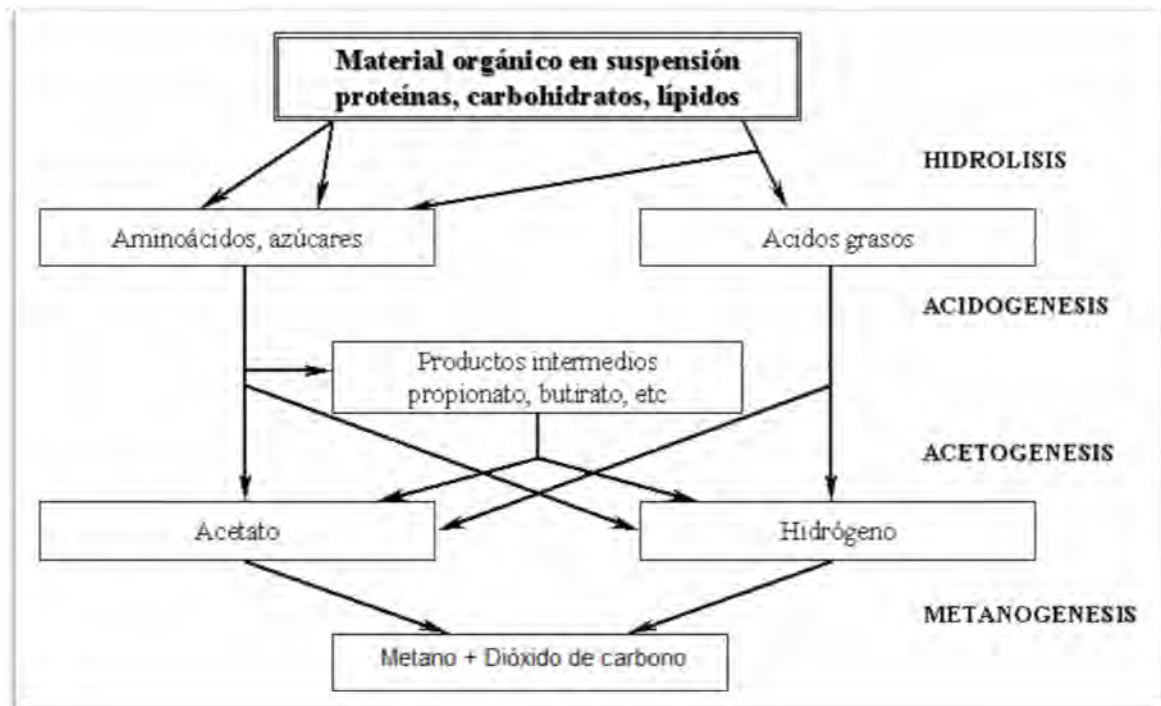 Material orgánico en suspensión
proteínas, carbohidratos, lípidos
HIDROLISIS
Aminoácidos, azúcares
Acidos grasos
ACIDOGENESIS
Productos intermedios
propionato, butirato, etc
ACETOGENESIS
Acetato
Hidrógeno
METANOGENESIS
Metano + Dióxido de carbono